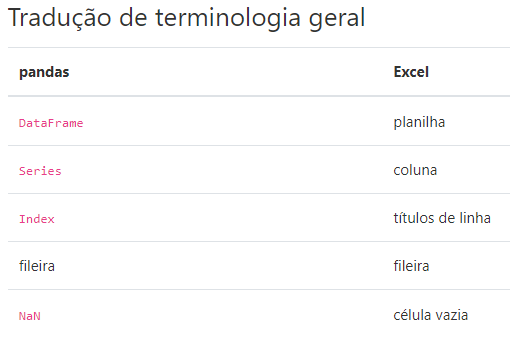 Tradução de terminologia geral
pandas Excel
DataFrame planilha
Series coluna
Index títulos de linha
fileira fileira
NaN célula vazia